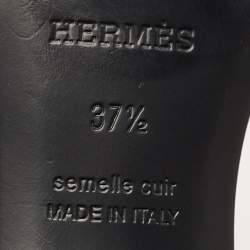 HERMÈS
37½
semelle cuir
MADE IN ITALY